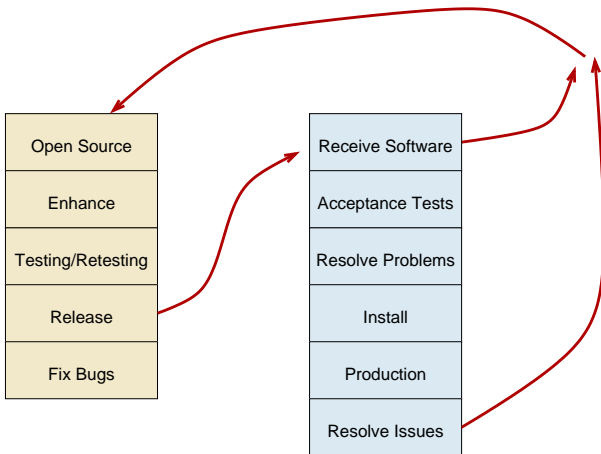 Open Source
Enhance
Testing/Retesting
Release
Fix Bugs
Receive Software
Acceptance Tests
Resolve Problems
Install
Production
Resolve Issues